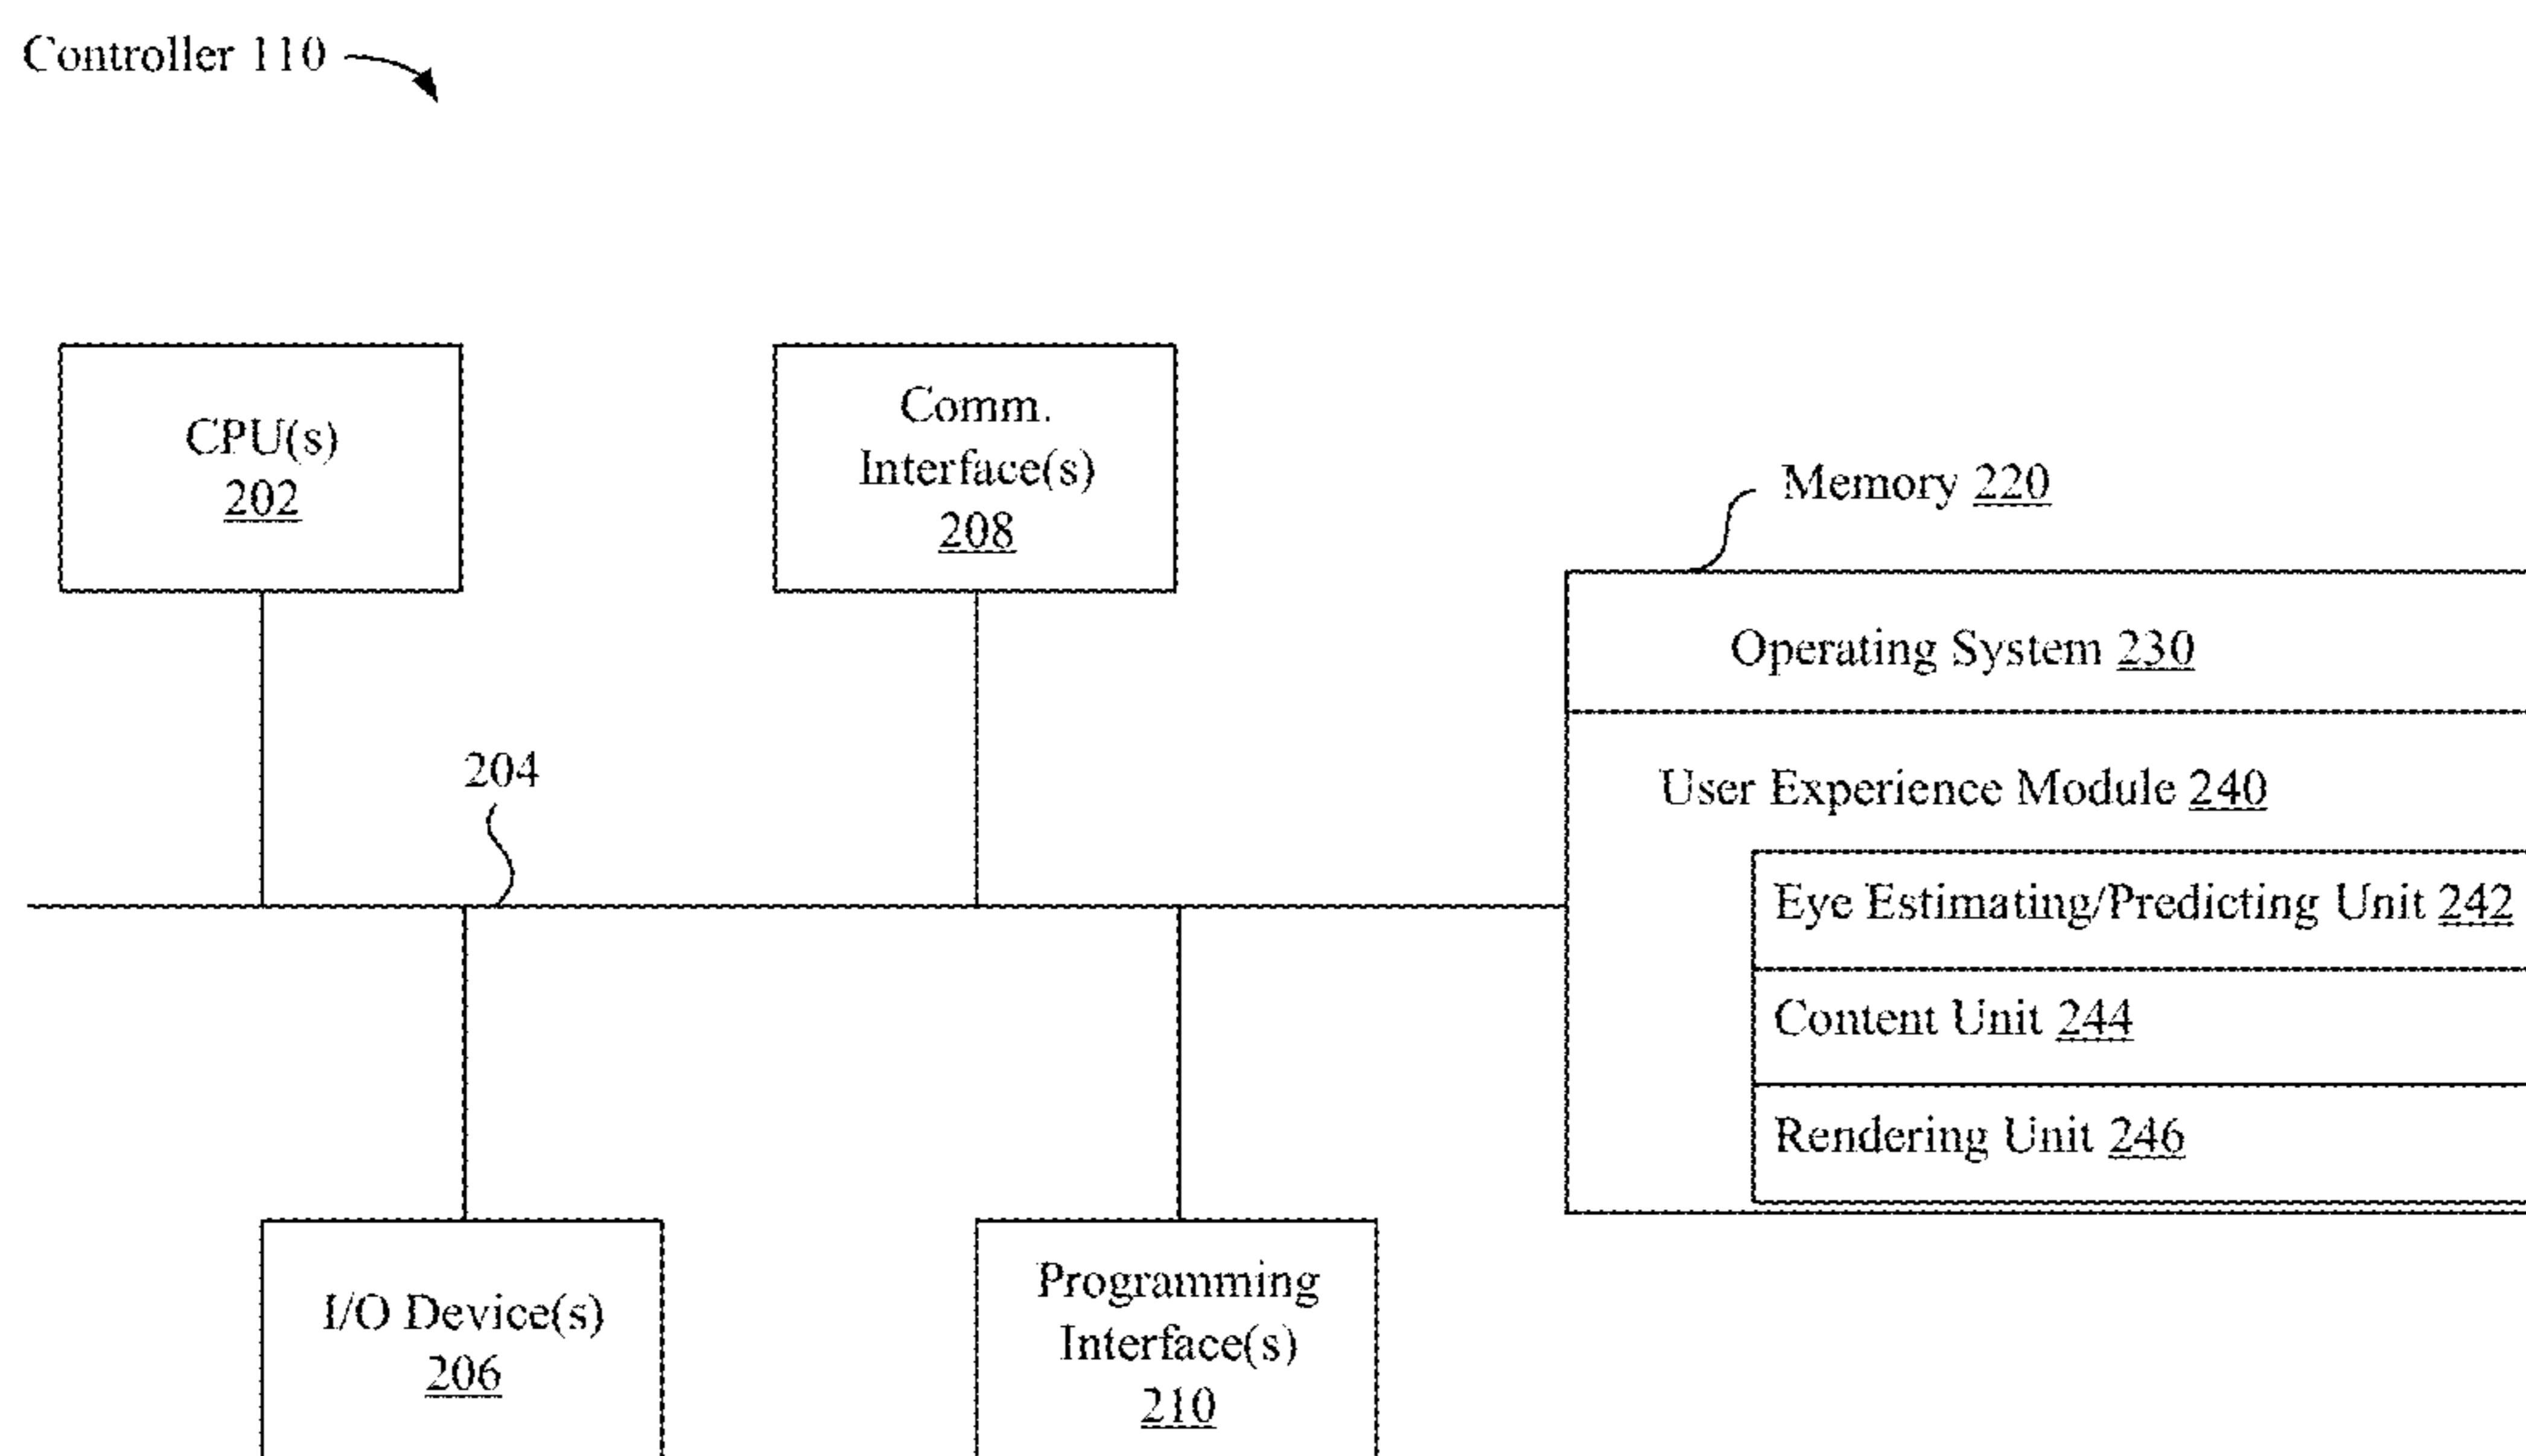 Controller 110
CPU(s)
202
Comm.
Interface(s)
208
Memory 220
Operating System 230
User Experience Module 240
204
Eye Estimating/Predicting Unit 242
Content Unit 244
Rendering Unit 246
I/O Device(s)
206
Programming
Interface(s)
210